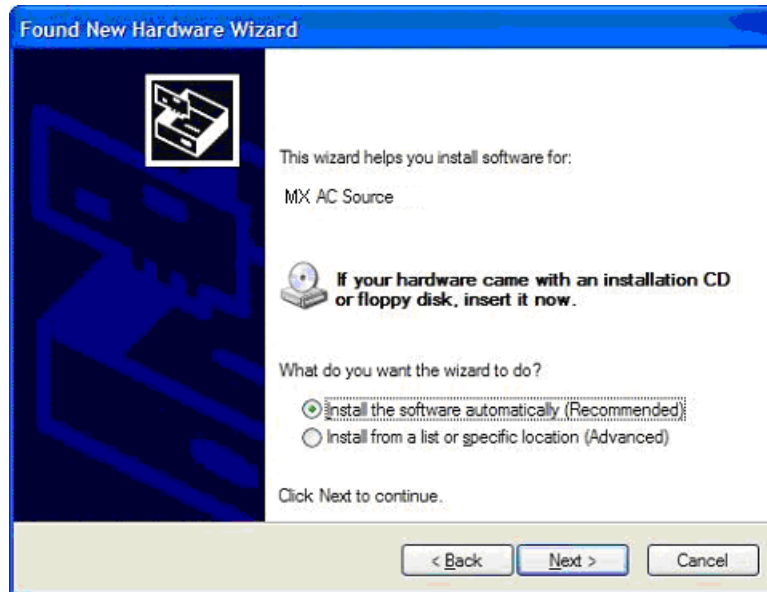 Found New Hardware Wizard
This wizard helps you install software for:
MX AC Source
If your hardware came with an installation CD
or floppy disk, insert it now.
What do you want the wizard to do?
Install the software automatically (Recommended)
Install from a list or specific location (Advanced)
Click Next to continue.
< Back
Next >
Cancel